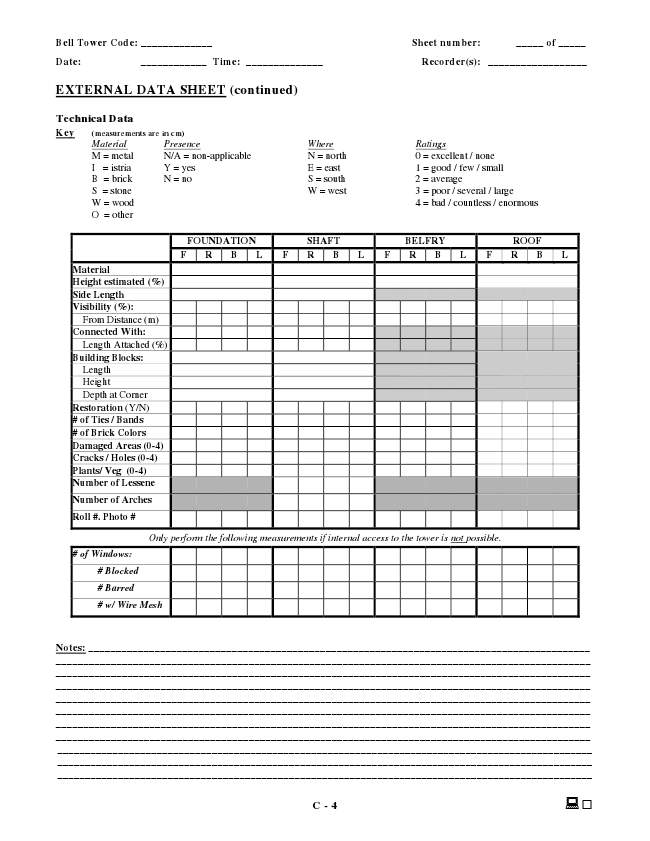 Bell Tower Code: _____________ Sheet number: _____ of _____
Date: ____________ Time: ______________ Recorder(s): __________________
EXTERNAL DATA SHEET (continued)
Technical Data
Key (measurements are in cm)
Material Presence Where Ratings
M = metal N/A = non-applicable N = north 0 = excellent / none
I = istria Y = yes E = east 1 = good / few / small
B = brick N = no S = south 2 = average
S = stone W = west 3 = poor / several / large
W = wood 4 = bad / countless / enormous
O = other
FOUNDATION SHAFT BELFRY ROOF
F R B L F R B L F R B L F R B L
Material
Height estimated (%)
Side Length
Visibility (%):
From Distance (m)
Connected With:
Length Attached (%)
Building Blocks:
Length
Height
Depth at Corner
Restoration (Y/N)
# of Ties / Bands
# of Brick Colors
Damaged Areas (0-4)
Cracks / Holes (0-4)
Plants/ Veg (0-4)
Number of Lessene
Number of Arches
Roll #. Photo #
Only perform the following measurements if internal access to the tower is not possible.
# of Windows:
# Blocked
# Barred
# w/ Wire Mesh
Notes:
C - 4